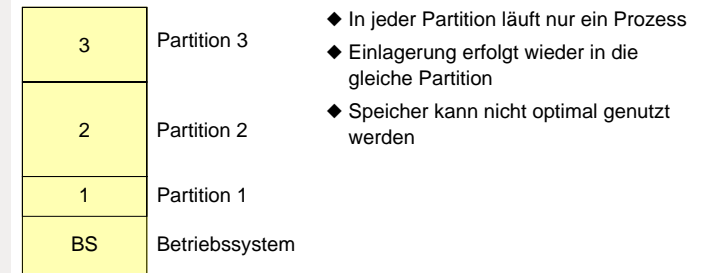 3 Partition 3
2 Partition 2
1 Partition 1
BS Betriebssystem
◆ In jeder Partition läuft nur ein Prozess
◆ Einlagerung erfolgt wieder in die
gleiche Partition
◆ Speicher kann nicht optimal genutzt
werden